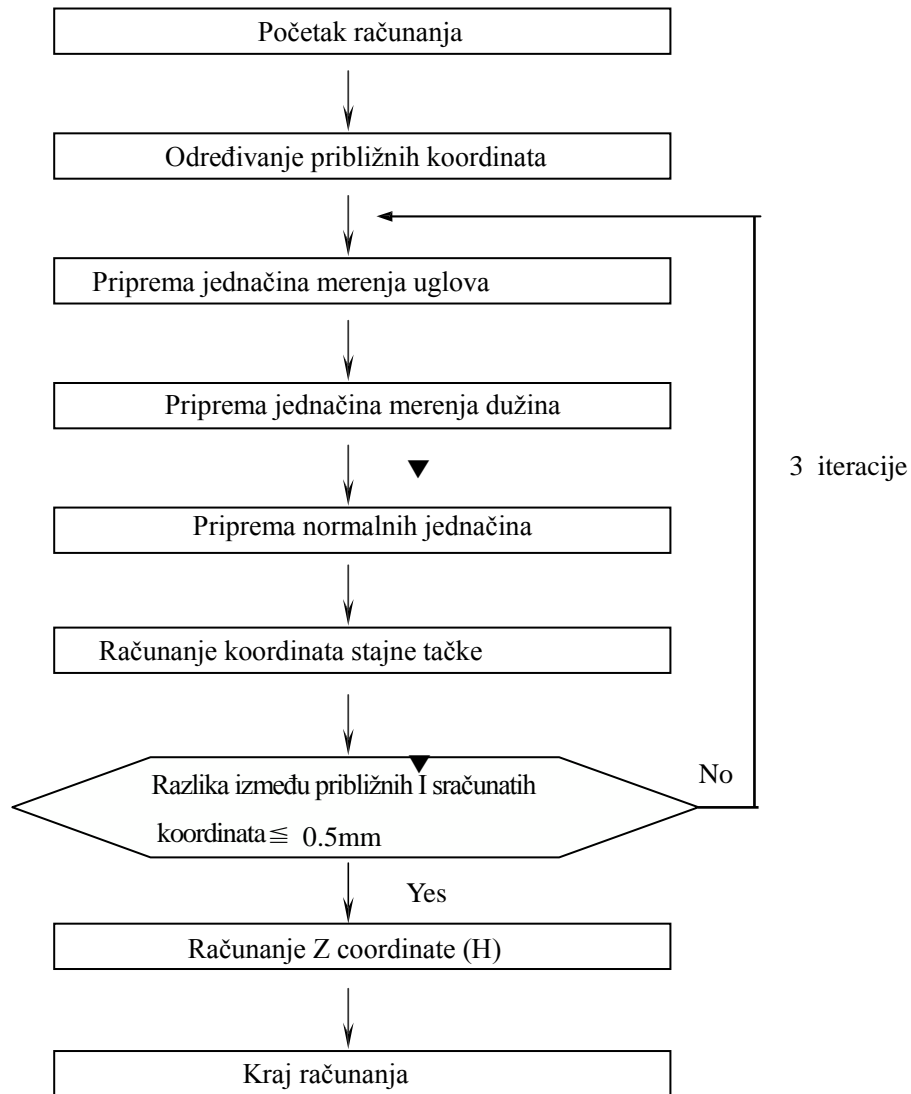 Početak računanja
Određivanje približnih koordinata
Priprema jednačina merenja uglova
Priprema jednačina merenja dužina
3 iteracije
Priprema normalnih jednačina
Računanje koordinata stajne tačke
Razlika između približnih I sračunatih
koordinata≦ 0.5mm
No
Yes
Računanje Z coordinate (H)
Kraj računanja